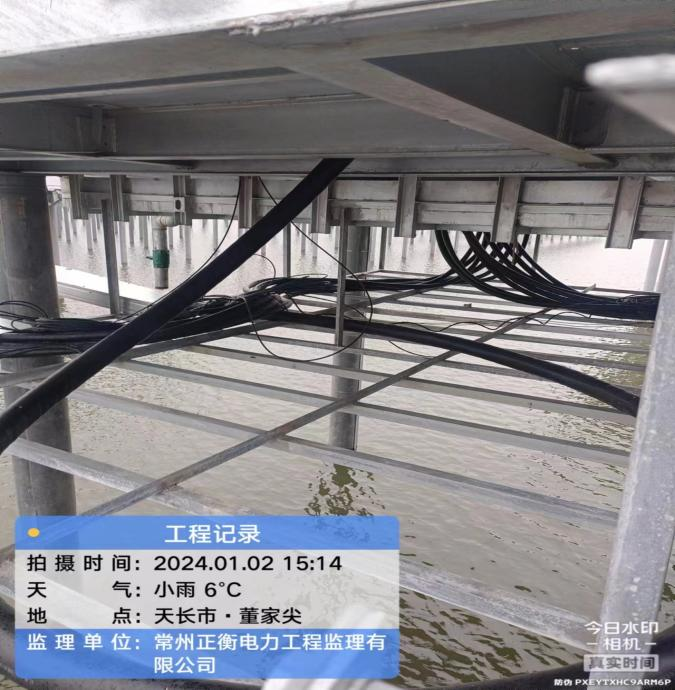 工程记录
拍摄时间：2024.01.02 15:14
天气：小雨 6°C
地点：天长市·董家尖
监理单位：常州正衡电力工程监理有
限公司
今日水印
相机
真实时间
防伪 PXEYTXHC9ARM6P